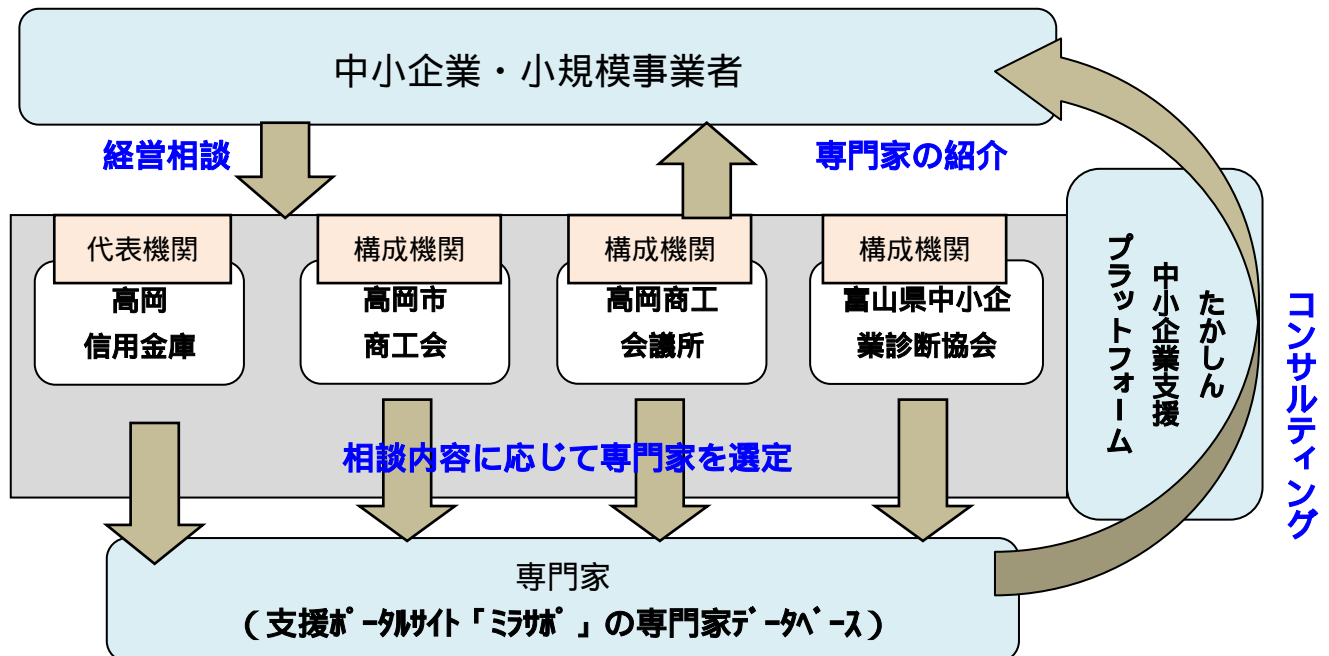 中小企業・小規模事業者
経営相談
専門家の紹介
代表機関
高岡
信用金庫
構成機関
高岡市
商工会
構成機関
高岡商工
会議所
構成機関
富山県中小企
業診断協会
たかしん
中小企業支援
プラットフォーム
コンサルティング
相談内容に応じて専門家を選定
専門家
（支援ﾎﾟｰﾀﾙｻｲﾄ「ﾐﾗｻﾎﾟ」の専門家ﾃﾞｰﾀﾍﾞｰｽ）